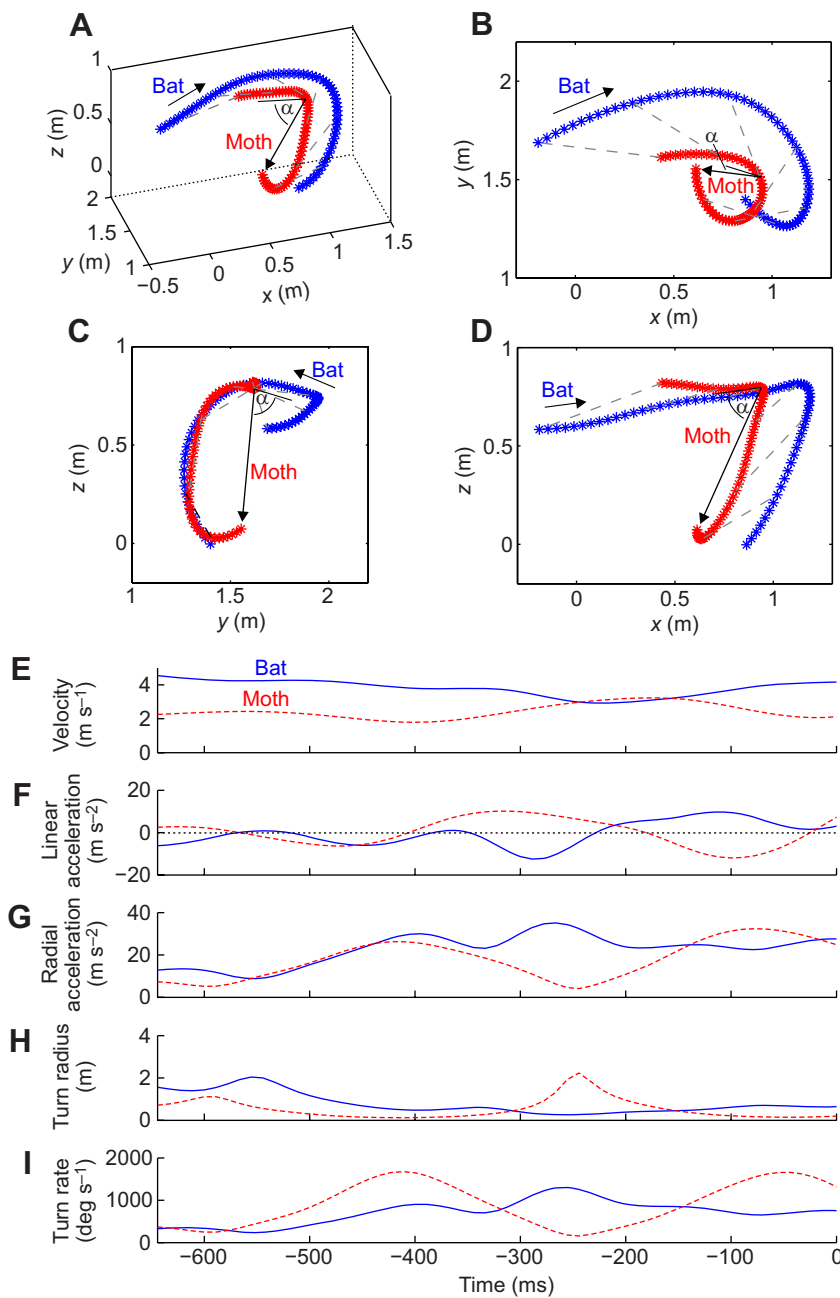 A
B
1
Bat
0.5
z (m)
α
Moth
0
2
1.5
y (m)
1
−0.5
0
0.5
x (m)
1
1.5
2
Bat
y (m)
1.5
α
Moth
1
0
0.5
1
x (m)
C
D
1
Bat
α
z (m)
0.5
Moth
0
1
1.5
2
y (m)
1
Bat
α
z (m)
0.5
Moth
0
0
0.5
1
x (m)
E
Velocity
(m s−1)
4
2
0
Bat
Moth
F
Linear
acceleration
(m s−2)
20
0
−20
G
Radial
acceleration
(m s−2)
40
20
0
H
Turn radius
(m)
4
2
0
I
Turn rate
(deg s−1)
2000
1000
0
−600
−500
−400
−300
−200
−100
0
Time (ms)